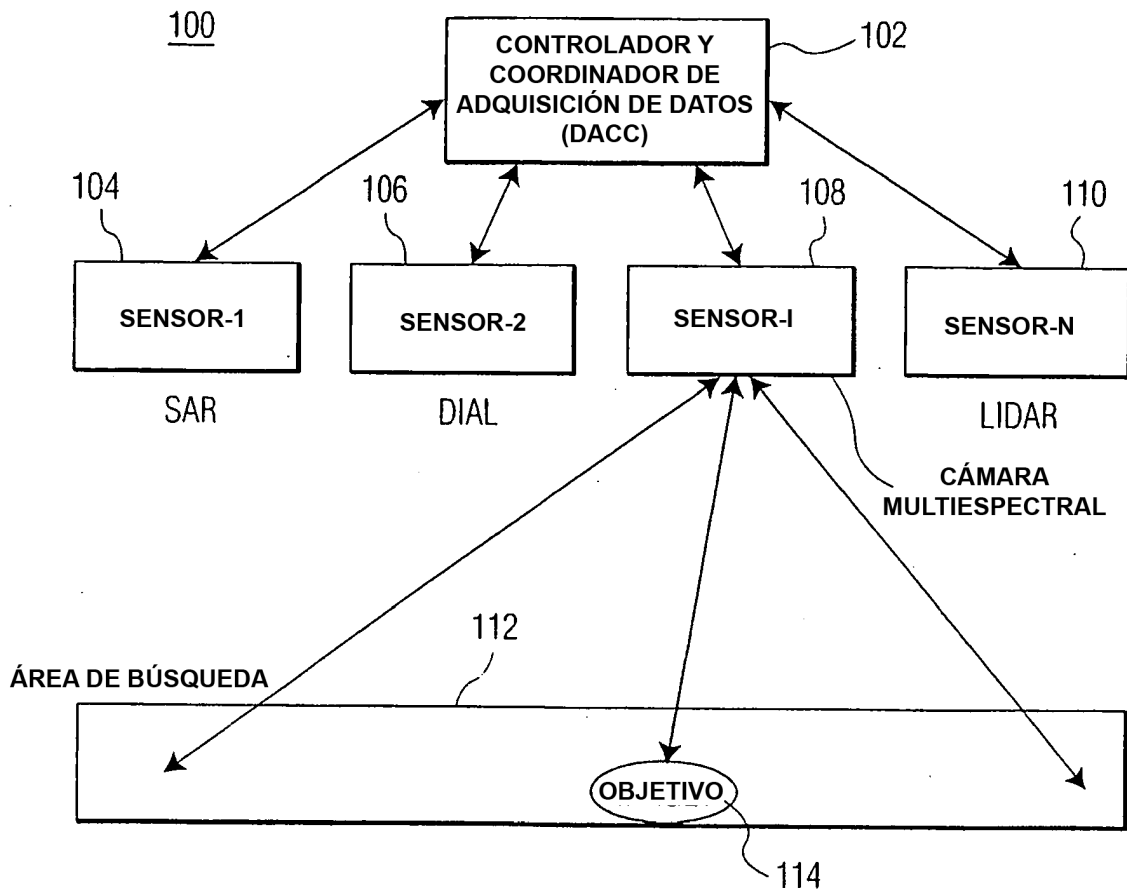 100
CONTROLADOR Y
COORDINADOR DE
ADQUISICIÓN DE DATOS
(DACC)
102
104
106
108
110
SENSOR-1
SENSOR-2
SENSOR-I
SENSOR-N
SAR
DIAL
LIDAR
CÁMARA
MULTIESPECTRAL
112
ÁREA DE BÚSQUEDA
OBJETIVO
114